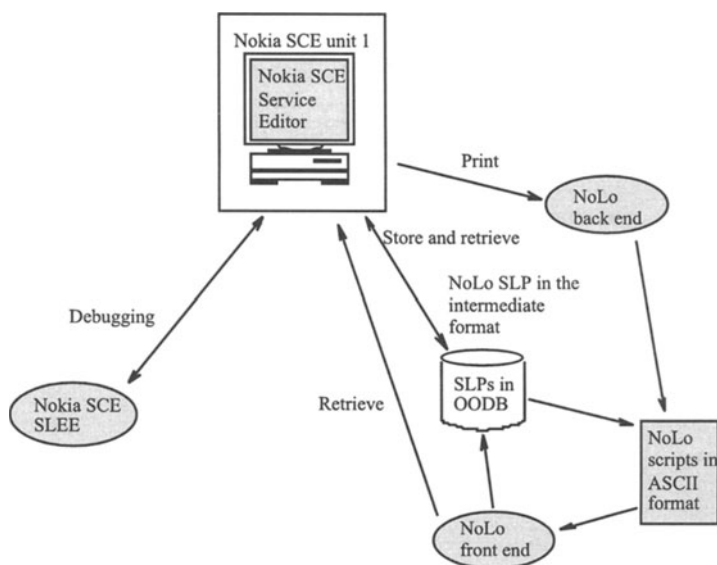 Nokia SCE unit 1
Nokia SCE
Service
Editor
Print
NoLo
back end
Store and retrieve
NoLo SLP in the
intermediate
format
Debugging
SLPs in
OODB
Nokia SCE
SLEE
Retrieve
NoLo
scripts in
ASCII
format
NoLo
front end